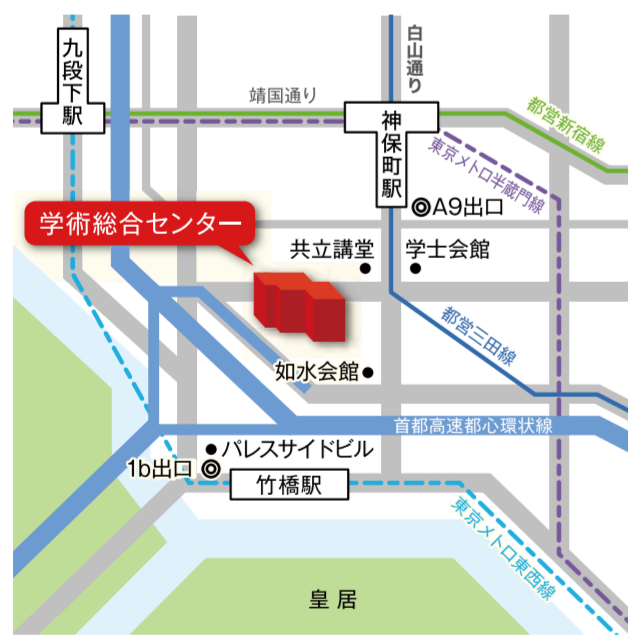 九段下駅
白山通り
靖国通り
神保町駅
都営新宿線
東京メトロ半蔵門線
◎A9出口
学術総合センター
共立講堂
学士会館
都営三田線
如水会館
首都高速都心環状線
パレスサイドビル
1b出口◎
竹橋駅
東京メトロ東西線
皇居